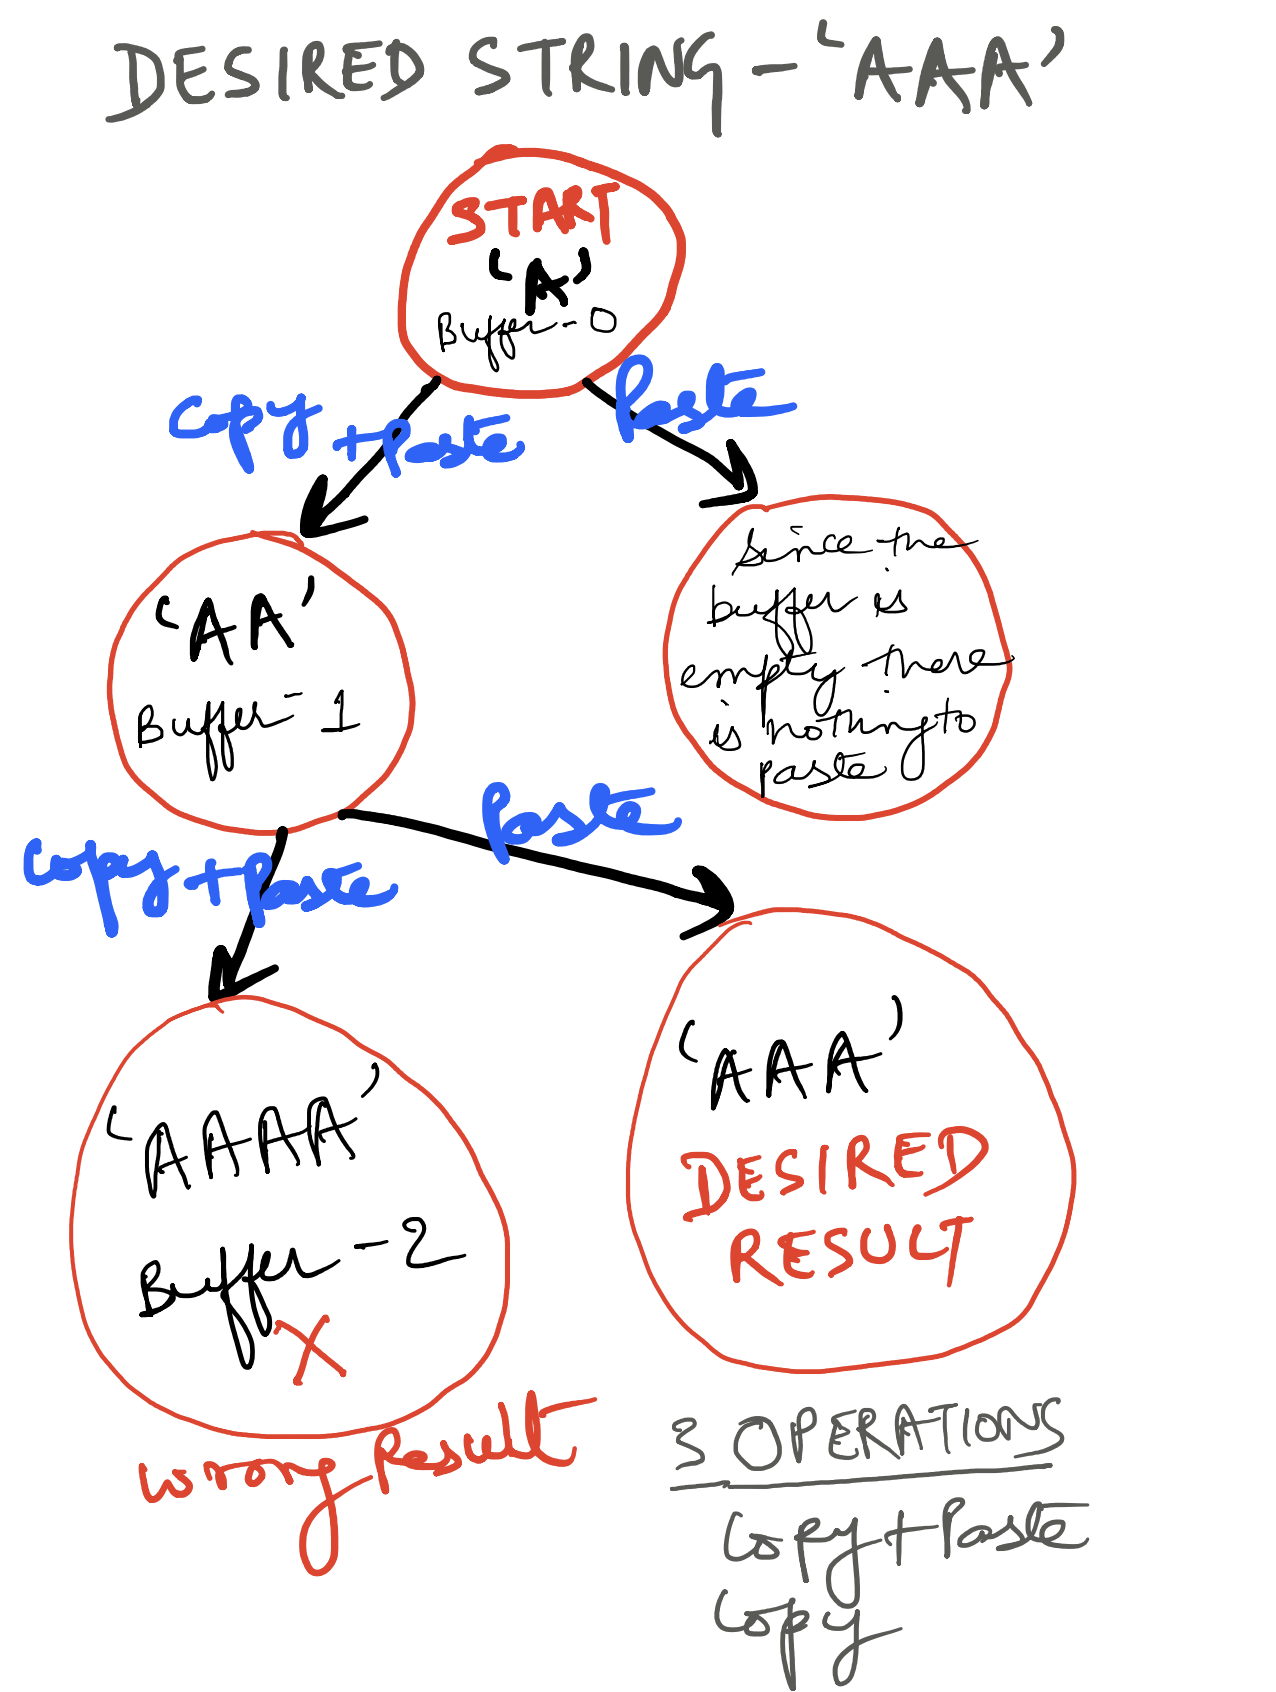 DESIRED STRING - 'AAA'
START
'A'
Buffer - 0
Copy
+Paste
Paste
'AA'
Buffer - 1
Since the
buffer is
empty there
is nothing to
paste
Copy+Paste
Paste
'AAAA'
Buffer - 2
X
Wrong Result
'AAA'
DESIRED
RESULT
3 OPERATIONS
Copy+Paste
Copy